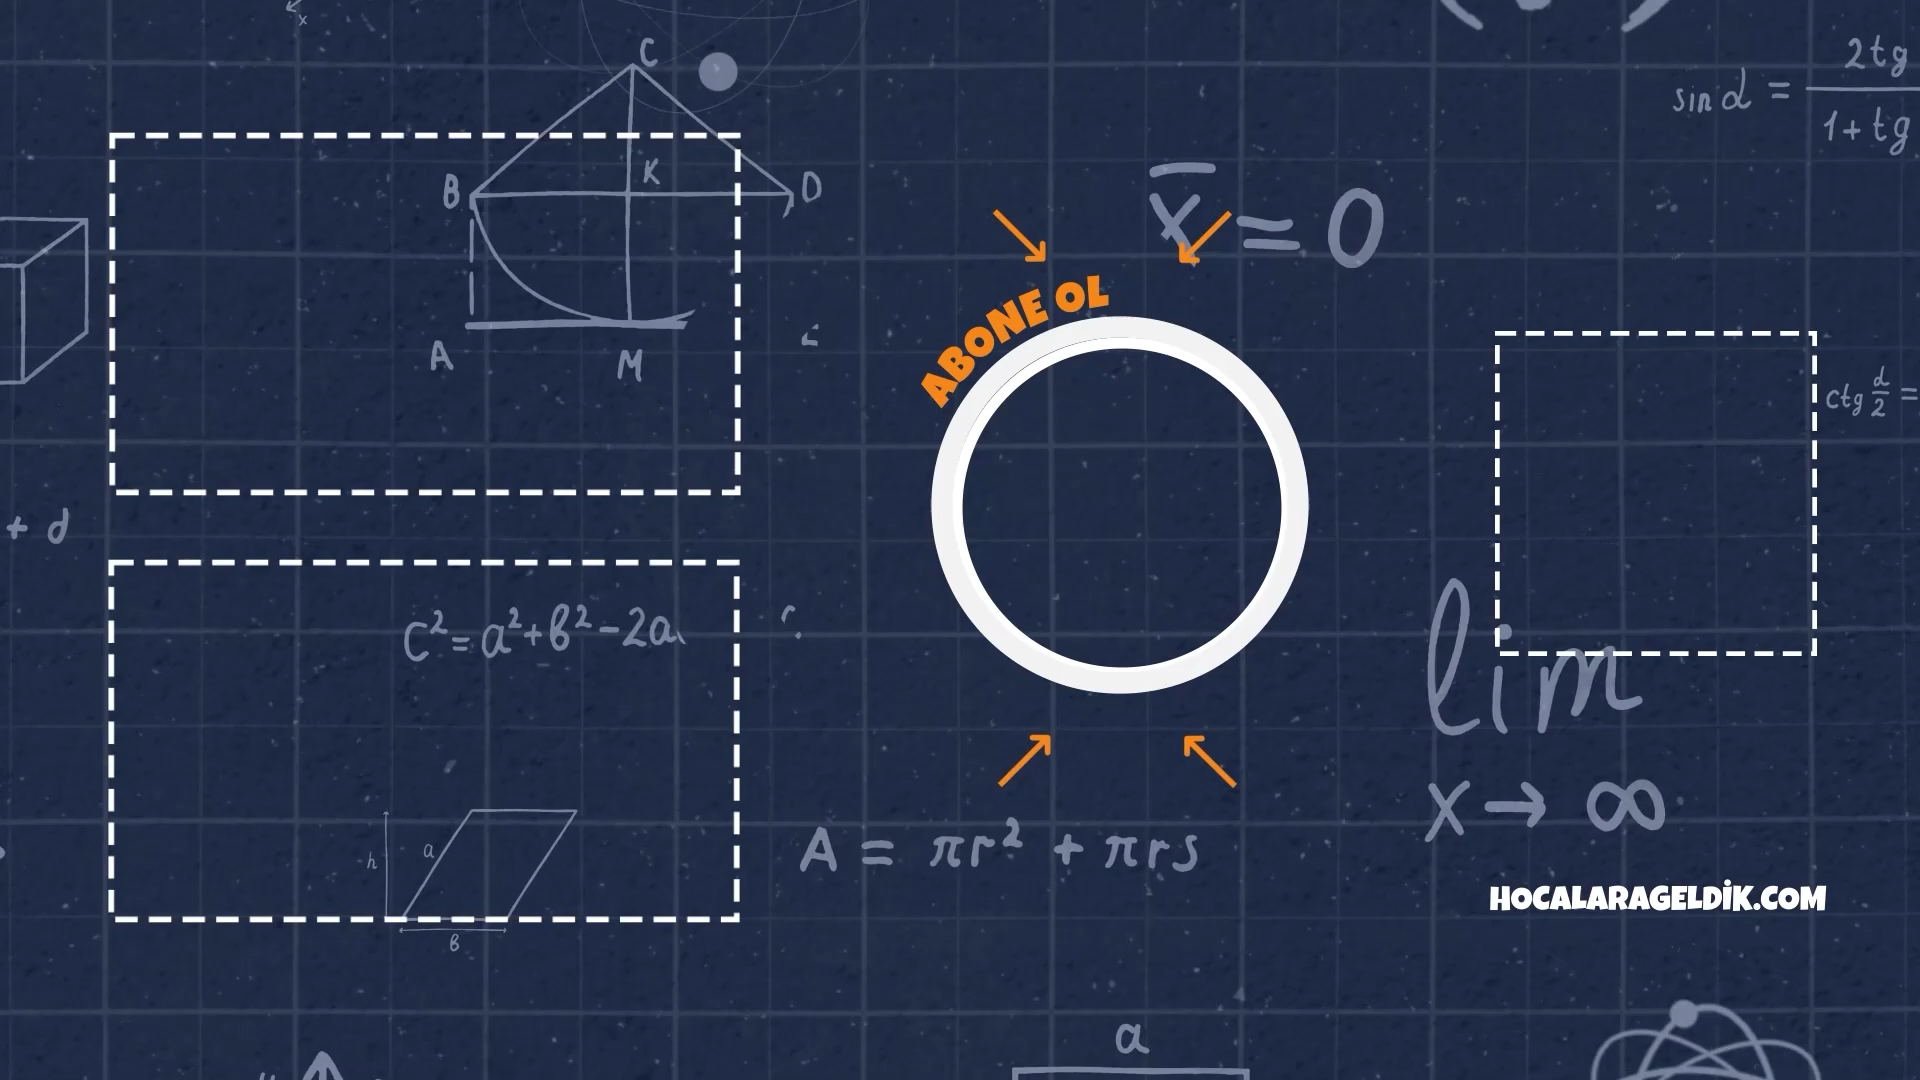 x
C
2tg
sin α =
1 + tg
B
K
D
x̄ = 0
ABONE OL
A
M
ctg d/2 =
+ d
C² = a² + b² - 2a
lim
x → ∞
h
a
A = πr² + πrs
HOCALARAGELDİK.COM
b
a